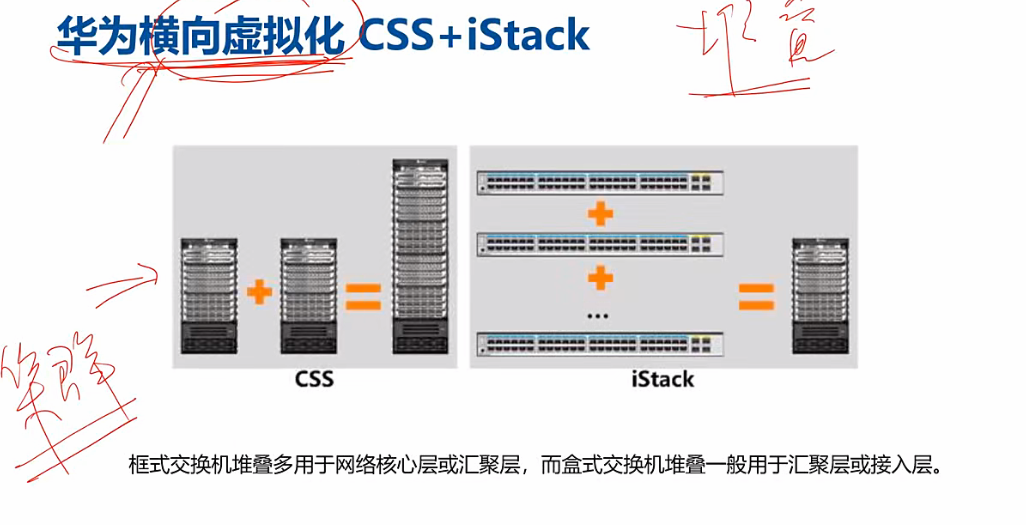 华为横向虚拟化 CSS+iStack
堆叠
CSS
iStack
集群
框式交换机堆叠多用于网络核心层或汇聚层，而盒式交换机堆叠一般用于汇聚层或接入层。